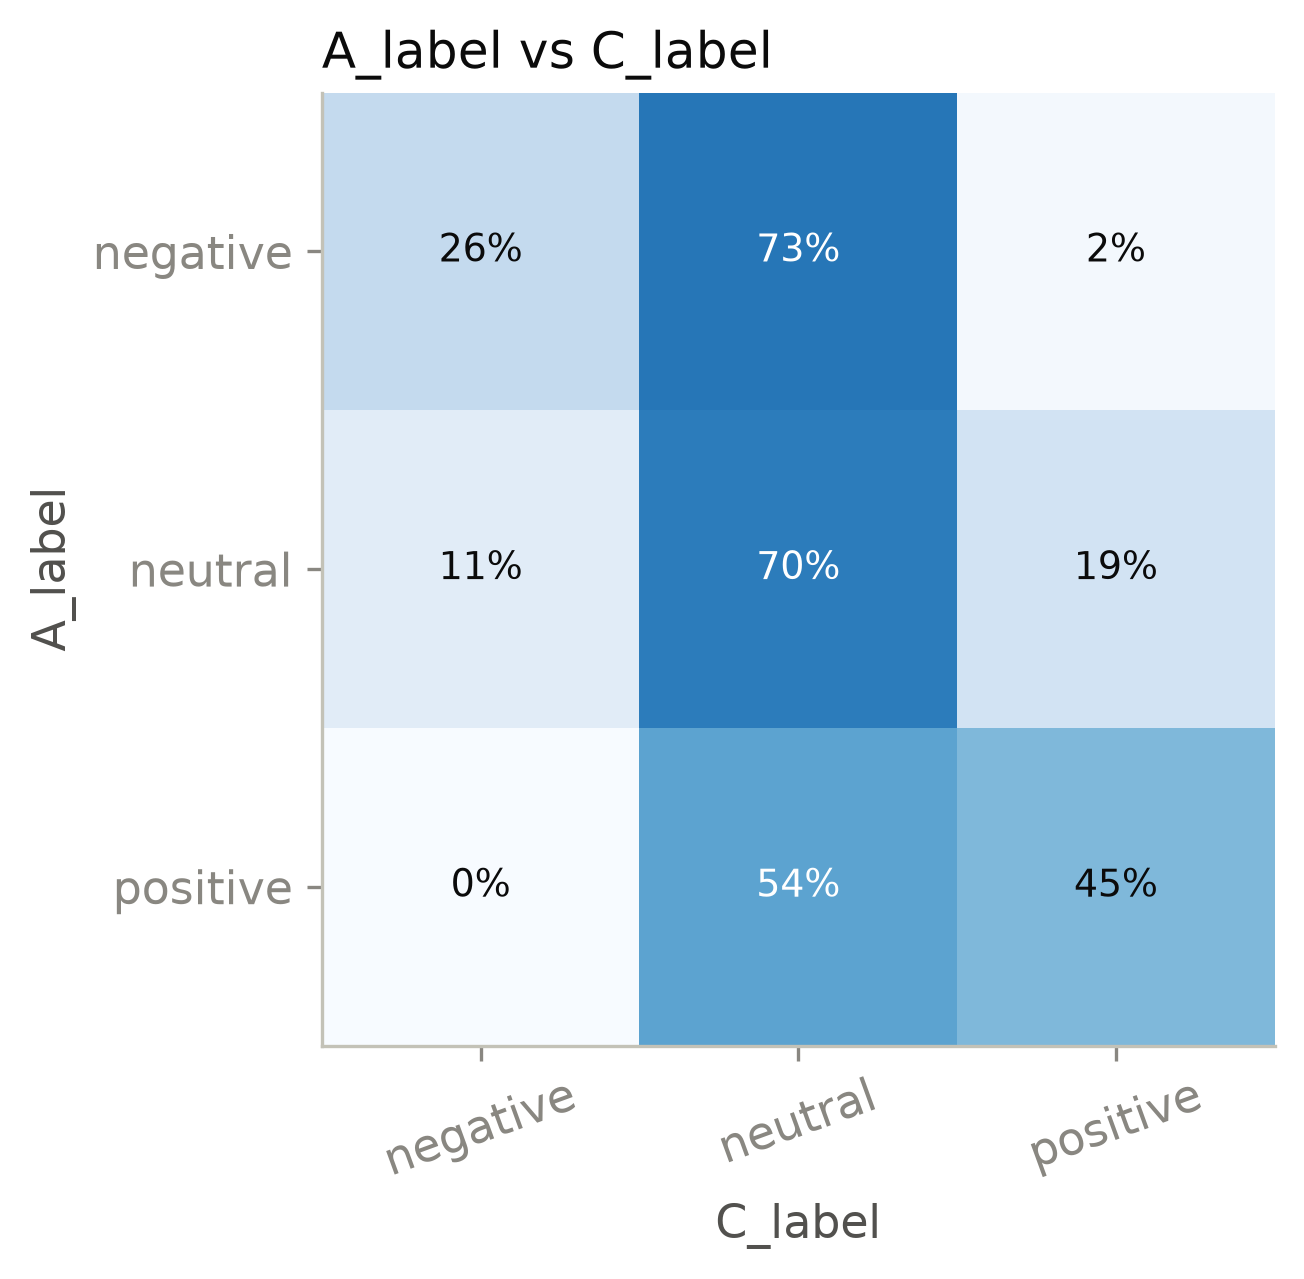 A_label vs C_label
negative 26% 73% 2%
A_label
neutral 11% 70% 19%
positive 0% 54% 45%
negative neutral positive
C_label